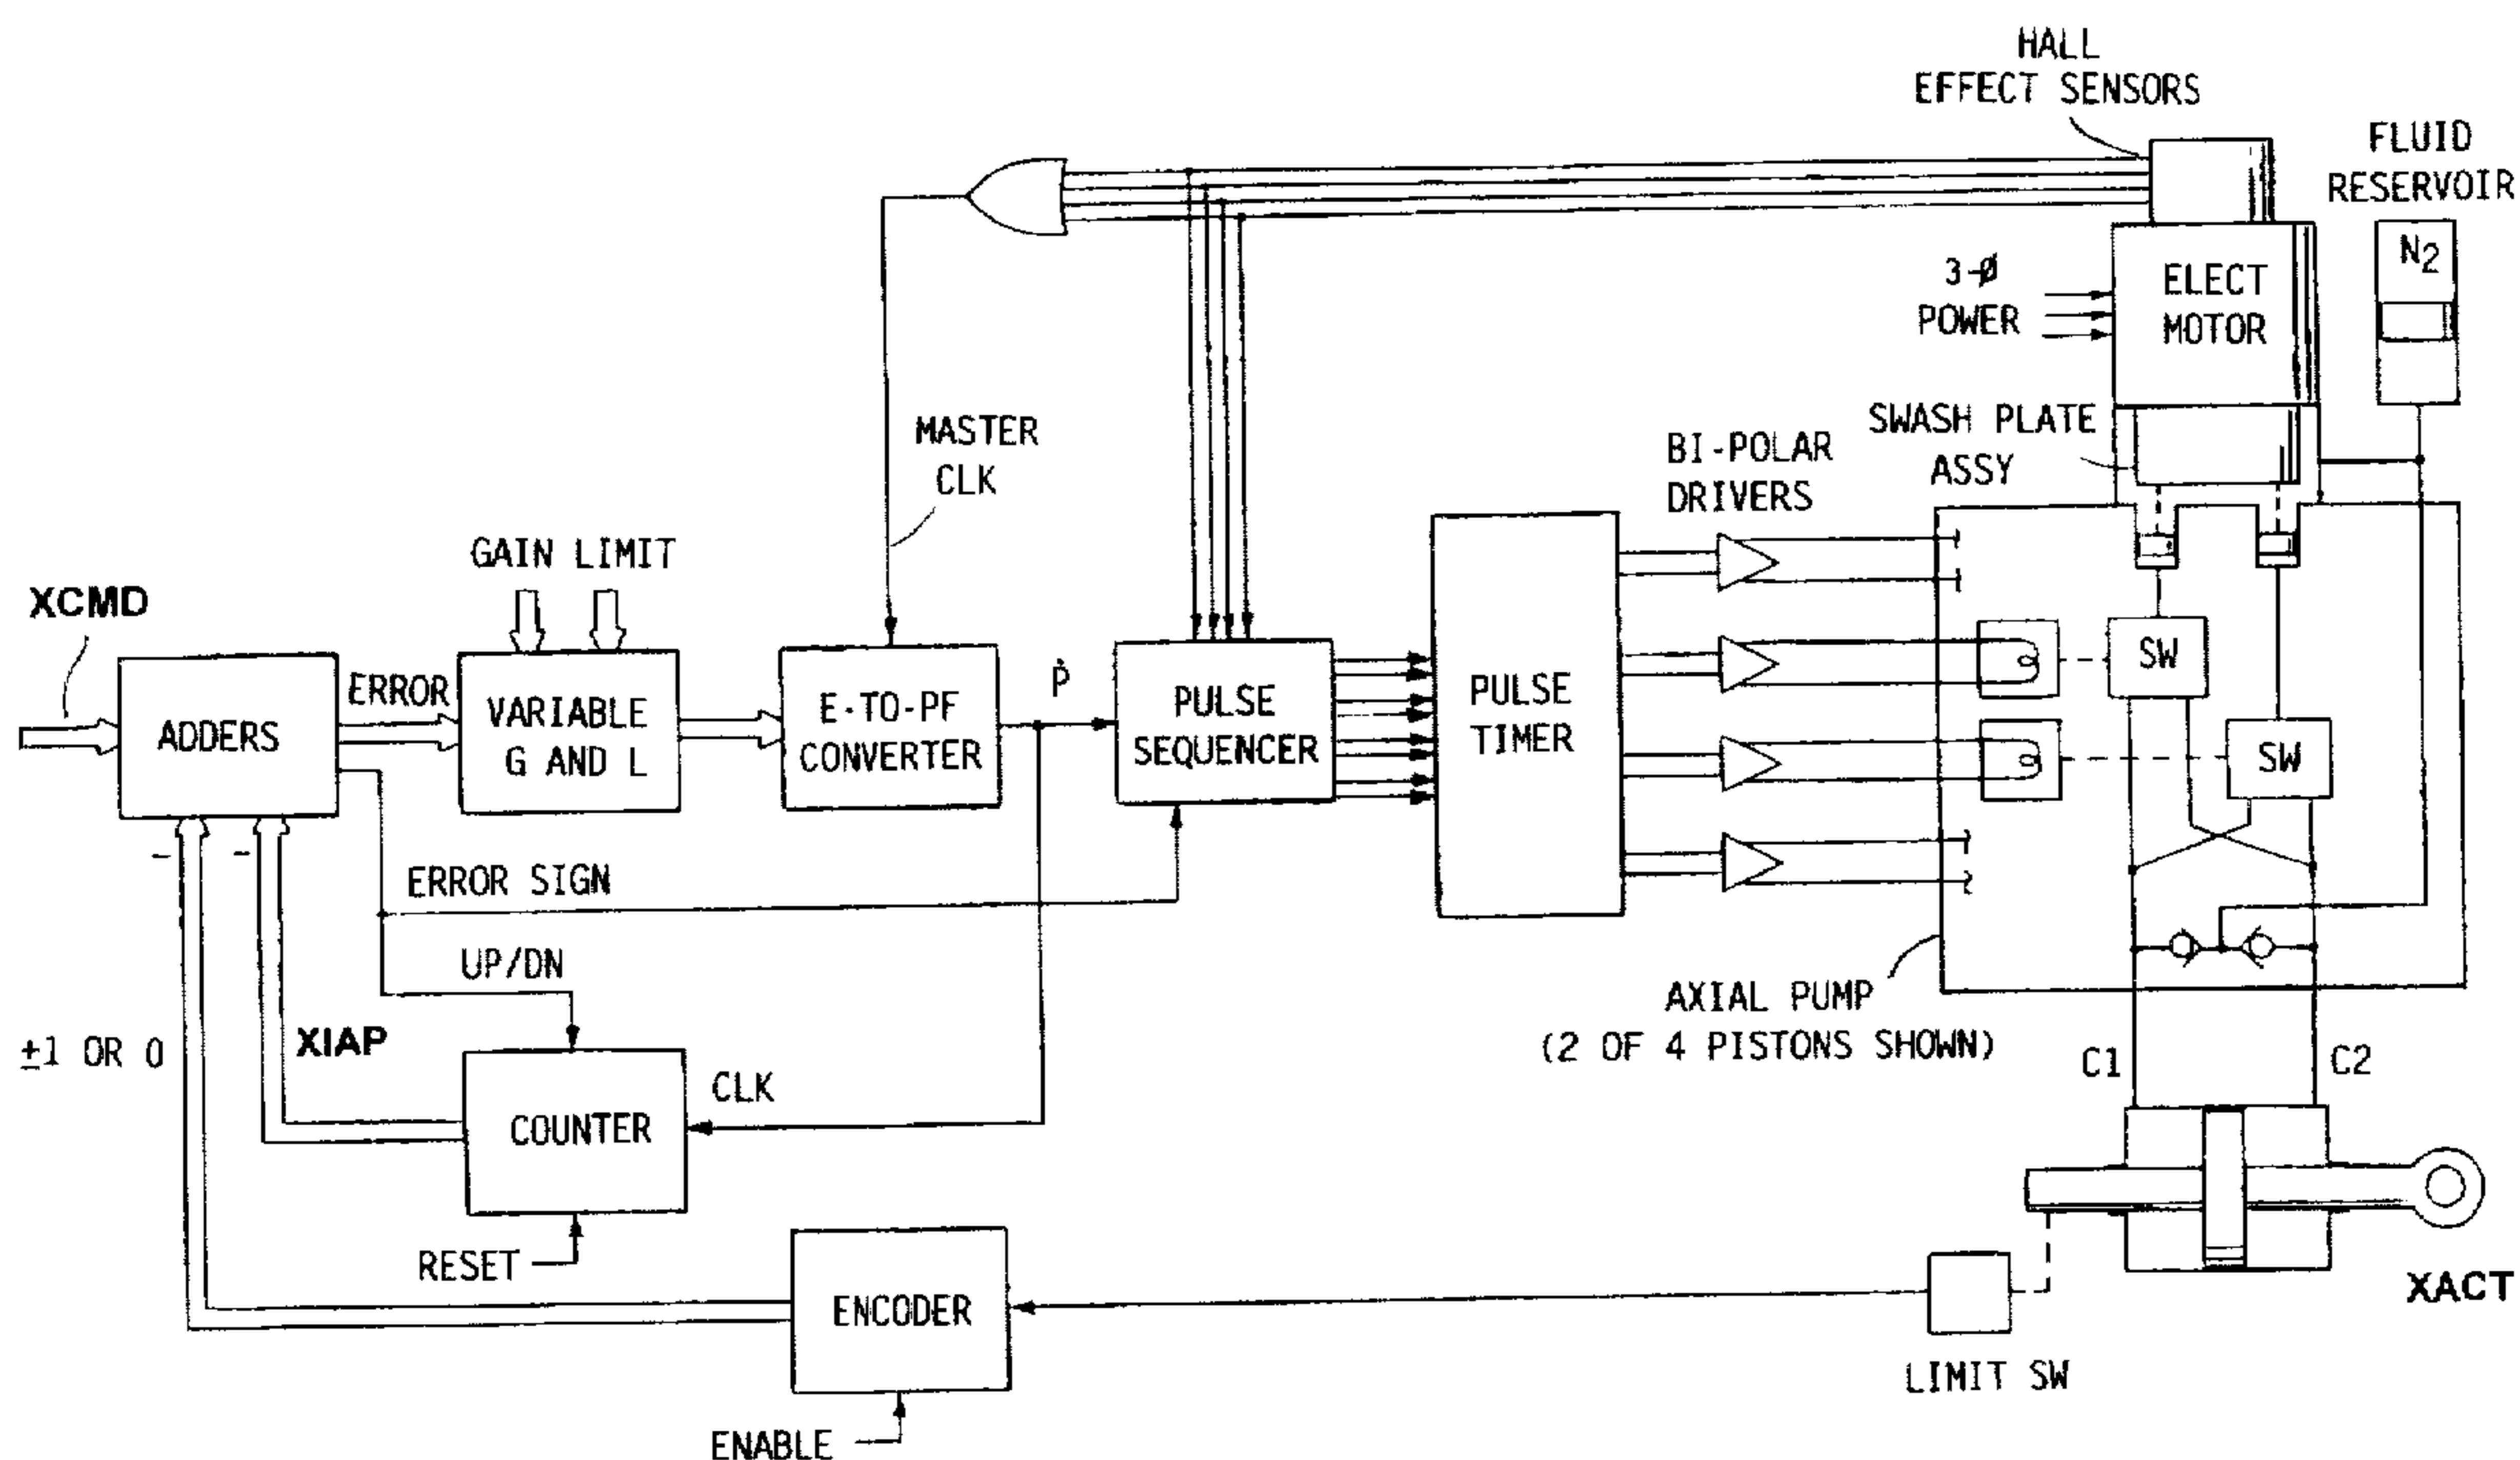 HALL
EFFECT SENSORS
FLUID
RESERVOIR
N2
3-Ø
POWER
ELECT
MOTOR
SWASH PLATE
ASSY
MASTER
CLK
BI-POLAR
DRIVERS
GAIN LIMIT
XCMD
ADDERS
ERROR
VARIABLE
G AND L
E-TO-PF
CONVERTER
Ṗ
PULSE
SEQUENCER
PULSE
TIMER
SW
SW
- -
ERROR SIGN
UP/DN
±1 OR 0
XIAP
COUNTER
CLK
RESET
AXIAL PUMP
(2 OF 4 PISTONS SHOWN)
C1
C2
ENCODER
ENABLE
LIMIT SW
XACT